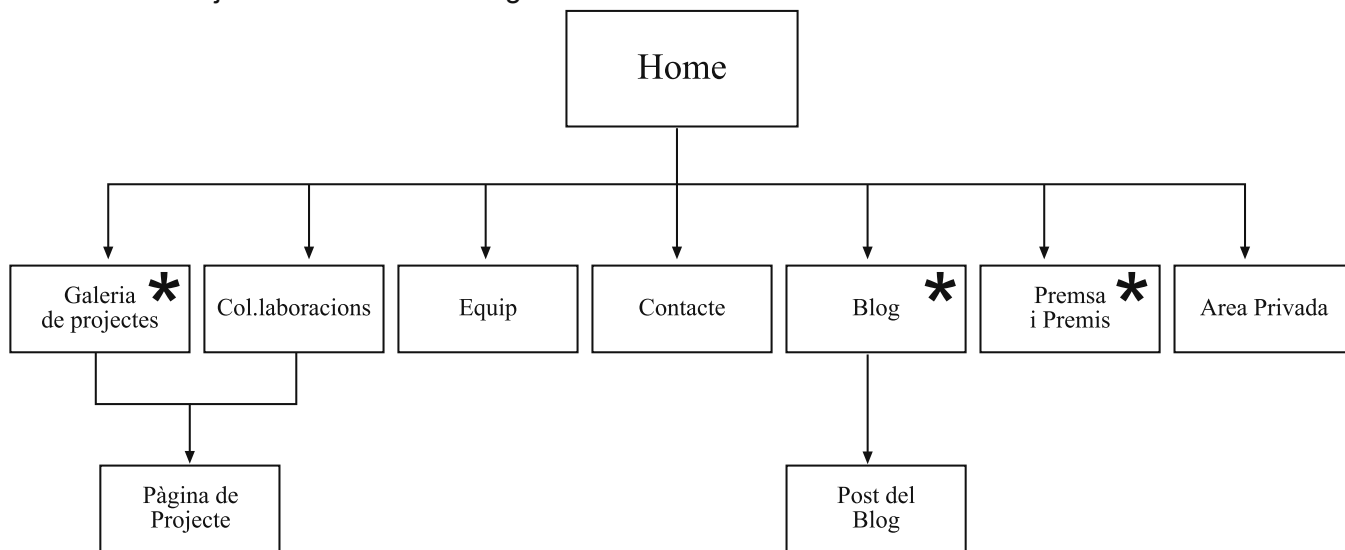 Home
Galeria
de projectes *
Col.laboracions
Equip
Contacte
Blog *
Premsa
i Premis *
Area Privada
Pàgina de
Projecte
Post del
Blog